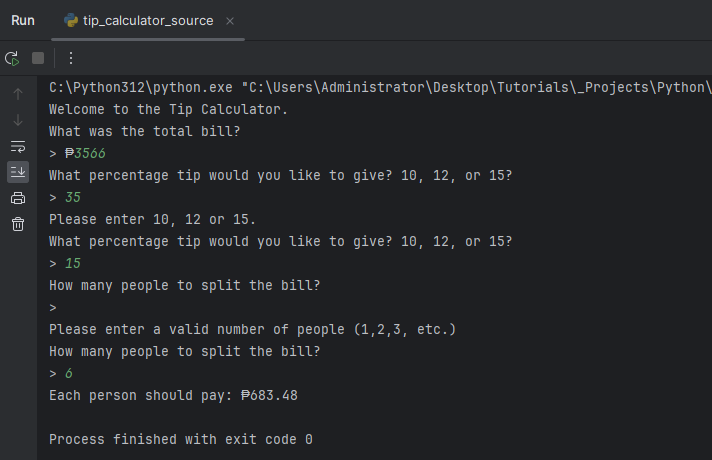 Run tip_calculator_source
C:\Python312\python.exe "C:\Users\Administrator\Desktop\Tutorials\_Projects\Python\
Welcome to the Tip Calculator.
What was the total bill?
> ₱3566
What percentage tip would you like to give? 10, 12, or 15?
> 35
Please enter 10, 12 or 15.
What percentage tip would you like to give? 10, 12, or 15?
> 15
How many people to split the bill?
>
Please enter a valid number of people (1,2,3, etc.)
How many people to split the bill?
> 6
Each person should pay: ₱683.48
Process finished with exit code 0